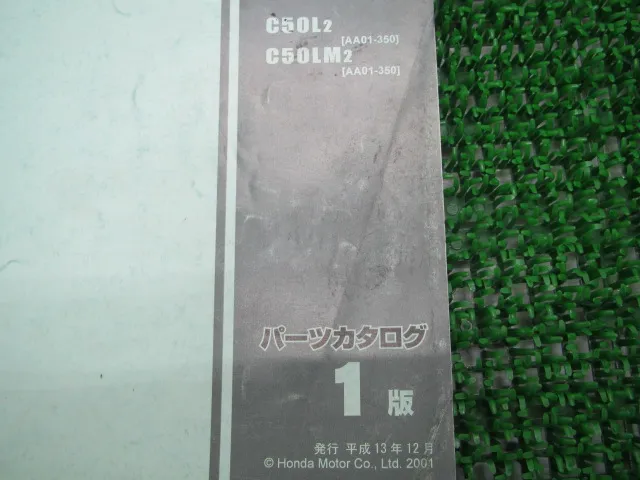 C50L2
[AA01-350]
C50LM2
[AA01-350]
パーツカタログ
1 版
発行 平成 13 年 12 月
© Honda Motor Co., Ltd. 2001